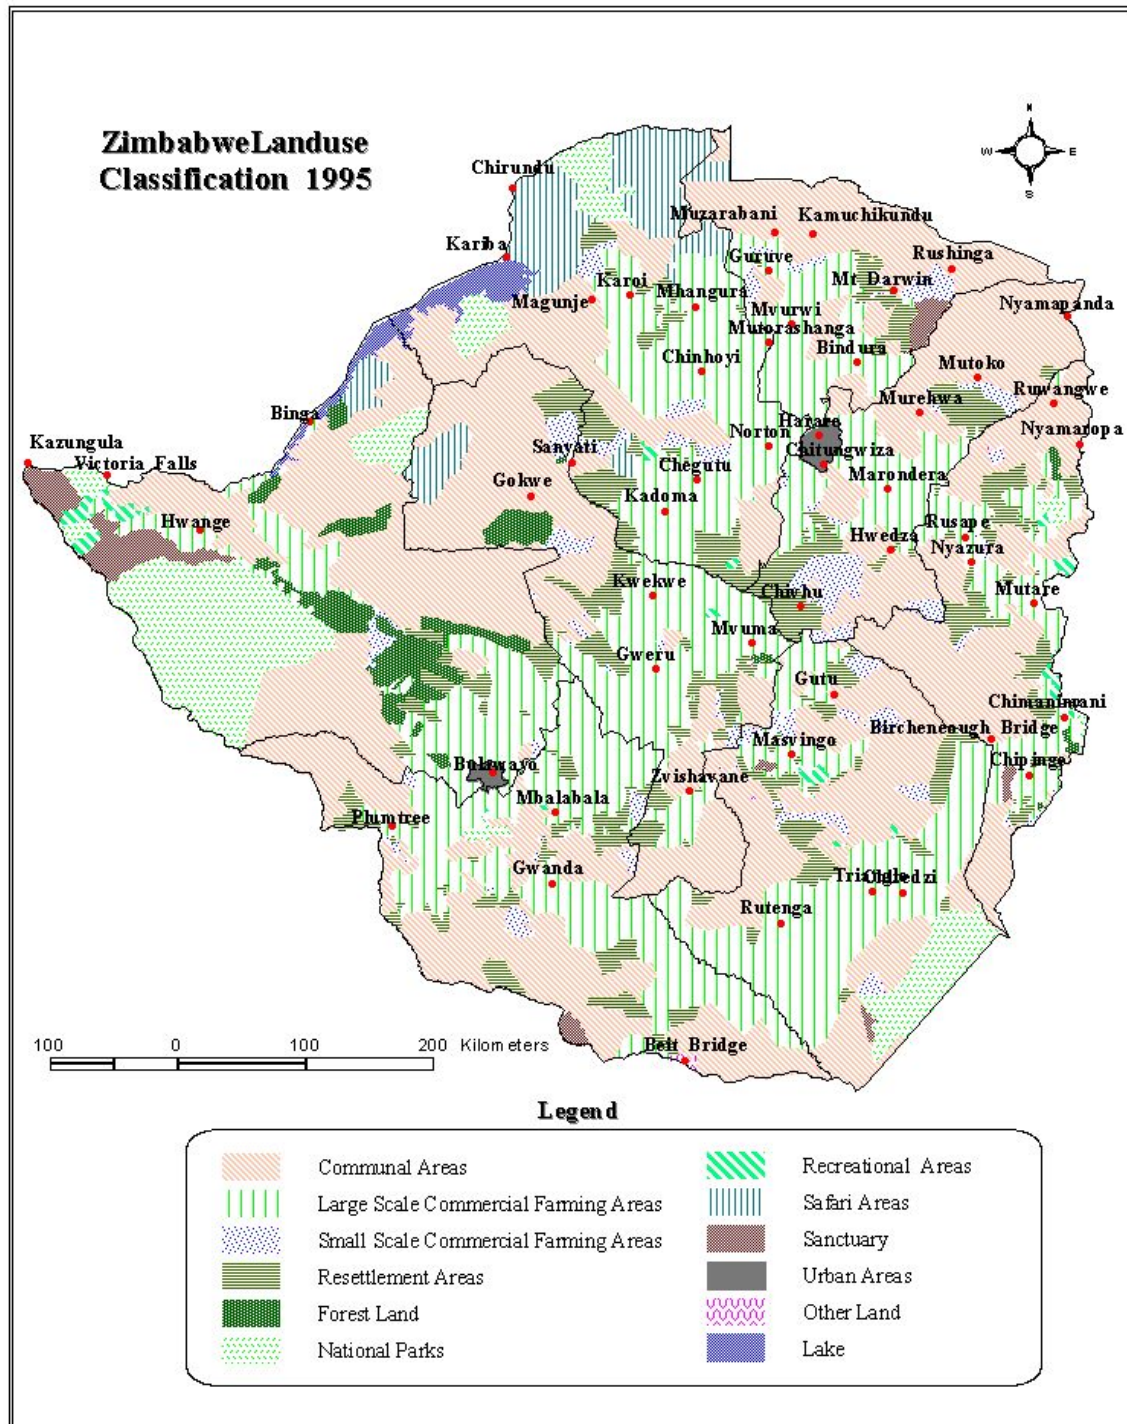 ZimbabweLanduse
Classification 1995
N
W
E
S
Chirundu
Muzarabani
Kamuchikundu
Kariba
Guruve
Rushinga
Karoi
Mt Darwin
Magunje
Mhangura
Nyamapanda
Mvurwi
Mutorashanga
Bindura
Chinhoyi
Mutoko
Ruwangwe
Binga
Murehwa
Harare
Nyamaropa
Kazungula
Norton
Victoria Falls
Sanyati
Chitungwiza
Chegutu
Marondera
Gokwe
Kadoma
Hwange
Rusape
Hwedza
Nyazura
Kwekwe
Chivhu
Mutare
Mvuma
Gweru
Gutu
Chimanimani
Bircheneough Bridge
Masvingo
Chipinge
Bulawayo
Zvishavane
Mbalabala
Plumtree
Gwanda
Triangle
Chiredzi
Rutenga
100 0 100 200 Kilometers
Beit Bridge
Legend
Communal Areas
Large Scale Commercial Farming Areas
Small Scale Commercial Farming Areas
Resettlement Areas
Forest Land
National Parks
Recreational Areas
Safari Areas
Sanctuary
Urban Areas
Other Land
Lake